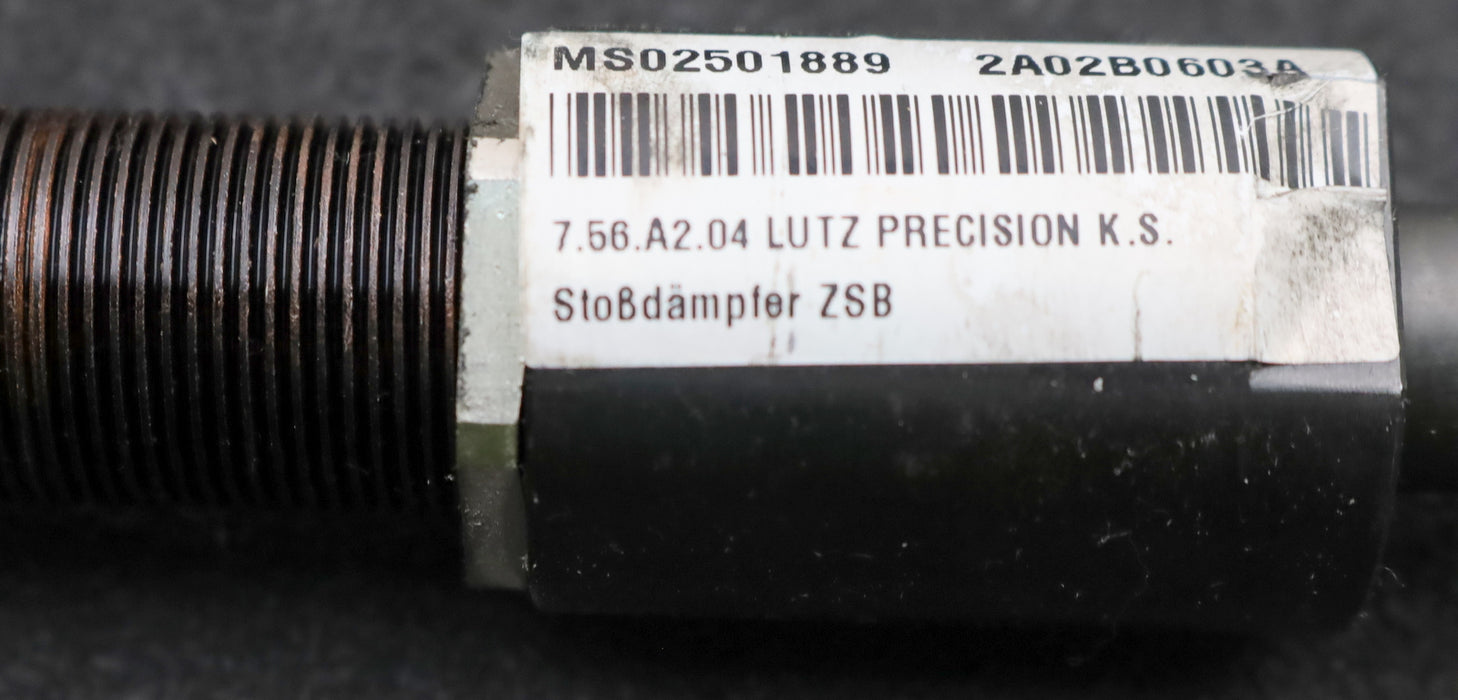 MS02501889 2A02B0603A
7.56.A2.04 LUTZ PRECISION K.S.
Stoßdämpfer ZSB